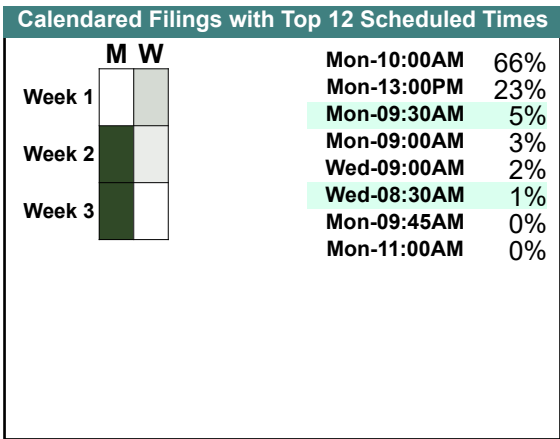 Calendared Filings with Top 12 Scheduled Times
M W
Week 1
Week 2
Week 3
Mon-10:00AM 66%
Mon-13:00PM 23%
Mon-09:30AM 5%
Mon-09:00AM 3%
Wed-09:00AM 2%
Wed-08:30AM 1%
Mon-09:45AM 0%
Mon-11:00AM 0%